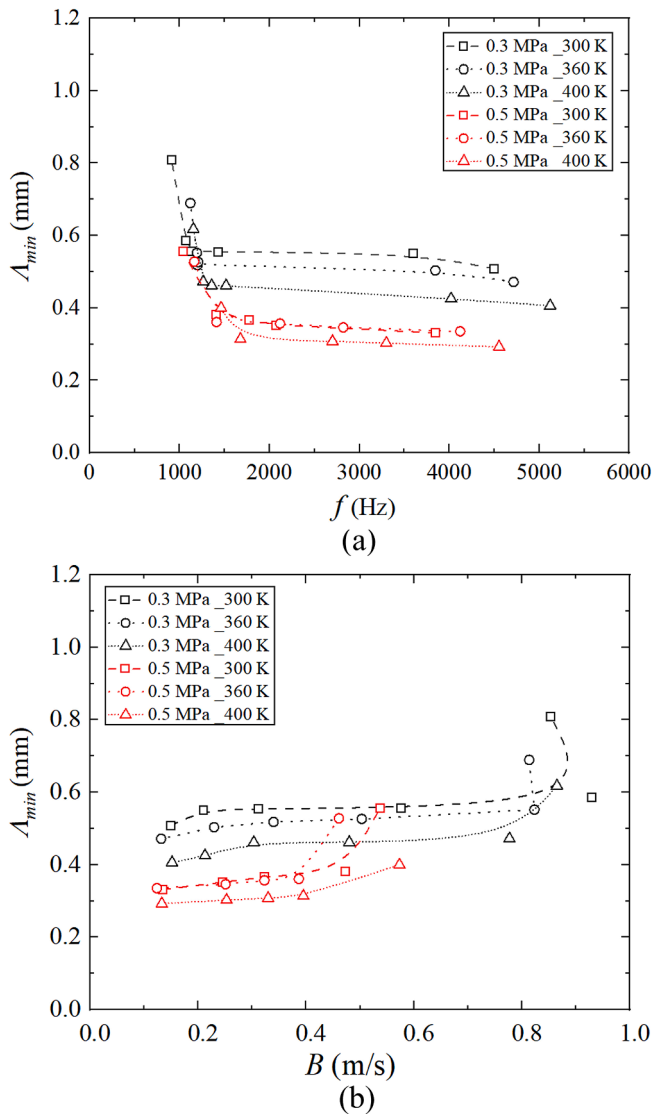 1.2
1.0
0.8
0.6
0.4
0.2
0.0
Λmin (mm)
0.3 MPa _300 K
0.3 MPa _360 K
0.3 MPa _400 K
0.5 MPa _300 K
0.5 MPa _360 K
0.5 MPa _400 K
0 1000 2000 3000 4000 5000 6000
f (Hz)
(a)
1.2
1.0
0.8
0.6
0.4
0.2
0.0
Λmin (mm)
0.3 MPa _300 K
0.3 MPa _360 K
0.3 MPa _400 K
0.5 MPa _300 K
0.5 MPa _360 K
0.5 MPa _400 K
0.0 0.2 0.4 0.6 0.8 1.0
B (m/s)
(b)